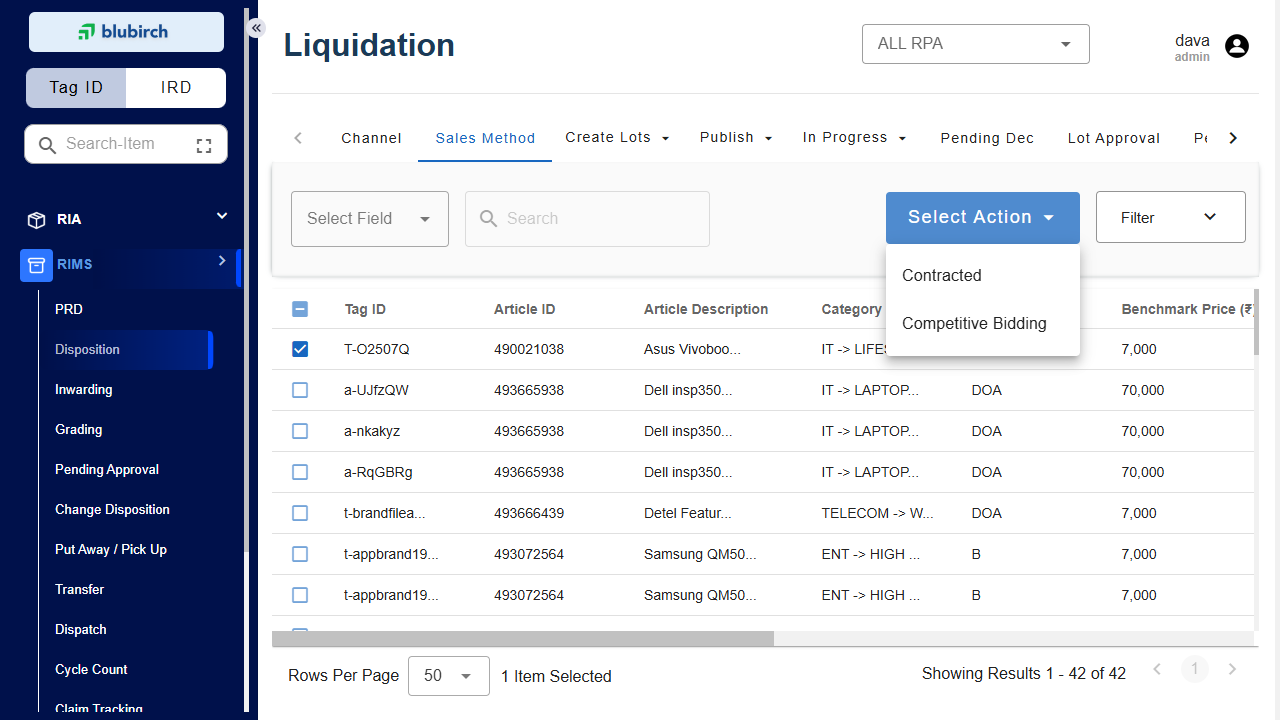 blubirch
Tag ID IRD
Search-Item
RIA
RIMS
PRD
Disposition
Inwarding
Grading
Pending Approval
Change Disposition
Put Away / Pick Up
Transfer
Dispatch
Cycle Count
Claim Tracking
Liquidation
ALL RPA
dava
admin
Channel Sales Method Create Lots Publish In Progress Pending Dec Lot Approval
Select Field Search Select Action Filter
Contracted
Competitive Bidding
Tag ID Article ID Article Description Category Benchmark Price (₹)
T-O2507Q 490021038 Asus Vivoboo... IT -> LIFES 7,000
a-UJfzQW 493665938 Dell insp350... IT -> LAPTOP... DOA 70,000
a-nkakyz 493665938 Dell insp350... IT -> LAPTOP... DOA 70,000
a-RqGBRg 493665938 Dell insp350... IT -> LAPTOP... DOA 70,000
t-brandfilea... 493666439 Detel Featur... TELECOM -> W... DOA 7,000
t-appbrand19... 493072564 Samsung QM50... ENT -> HIGH ... B 7,000
t-appbrand19... 493072564 Samsung QM50... ENT -> HIGH ... B 7,000
Rows Per Page 50 1 Item Selected Showing Results 1 - 42 of 42 1